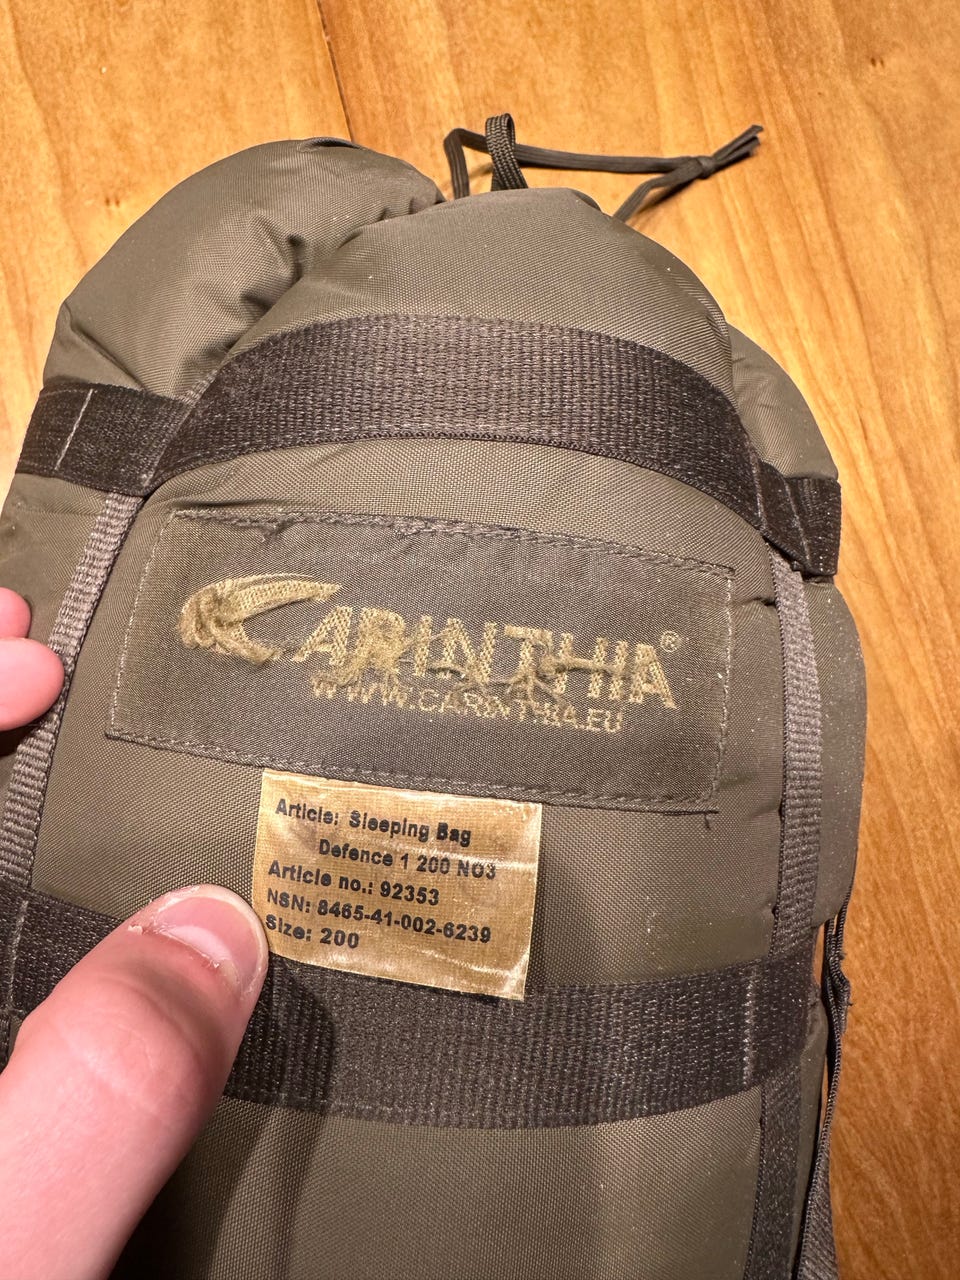 CARINTHIA®
WWW.CARINTHIA.EU
Article: Sleeping Bag
Defence 1 200 NO3
Article no.: 92353
NSN: 8465-41-002-6239
Size: 200